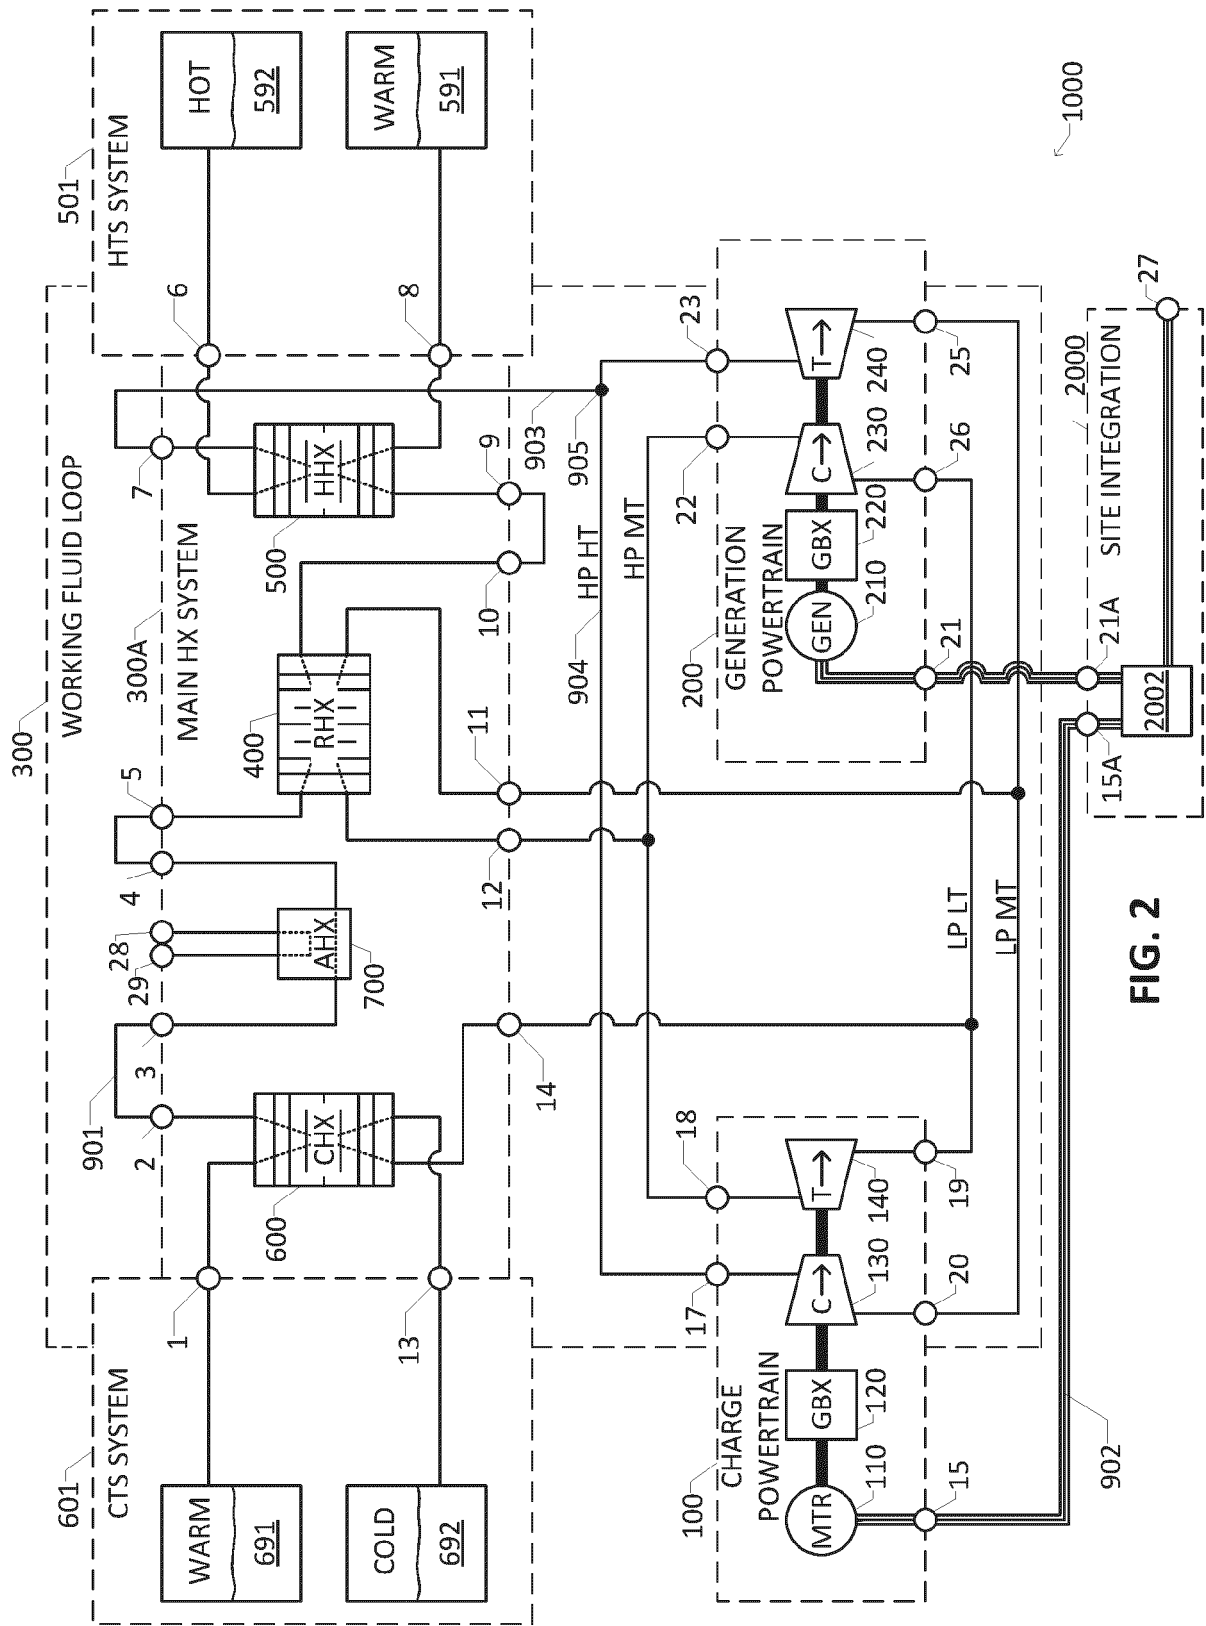 300
WORKING FLUID LOOP
601
CTS SYSTEM
WARM
691
COLD
692
1
13
300A
MAIN HX SYSTEM
901
2
3
29
28
4
5
7
6
8
CHX
600
AHX
700
RHX
400
HHX
500
14
12
11
10
9
903
905
501
HTS SYSTEM
HOT
592
WARM
591
904
HP HT
HP MT
17
18
22
23
100
CHARGE
POWERTRAIN
MTR
110
GBX
120
C
130
T
140
15
20
19
200
GENERATION
POWERTRAIN
GEN
210
GBX
220
C
230
T
240
21
26
25
LP LT
LP MT
902
15A
21A
2002
2000
SITE INTEGRATION
27
1000
FIG. 2